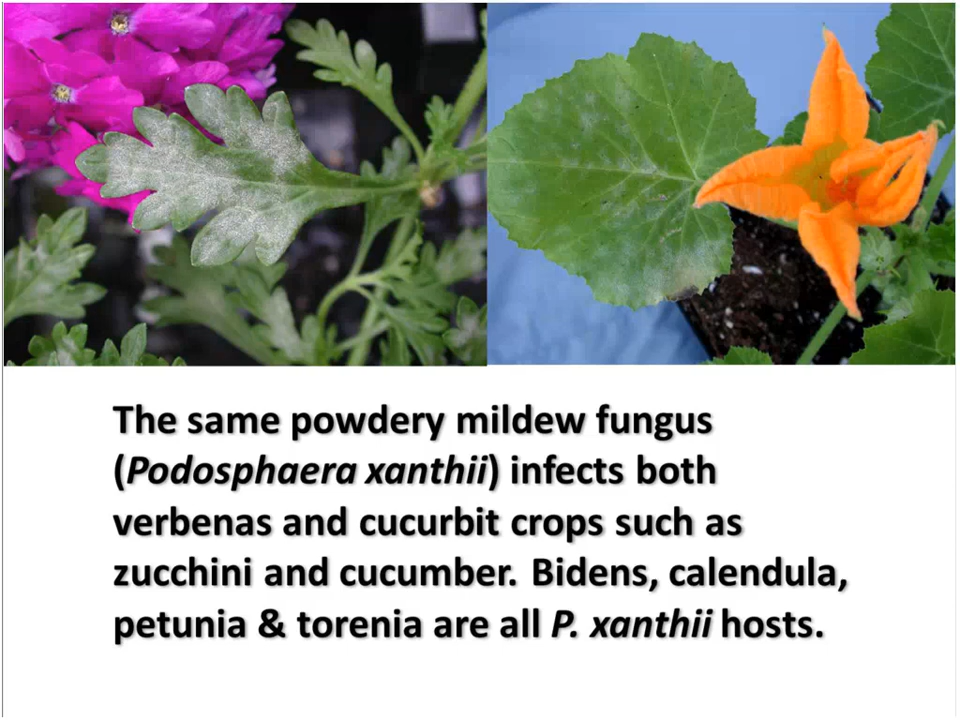 The same powdery mildew fungus
(Podosphaera xanthii) infects both
verbenas and cucurbit crops such as
zucchini and cucumber. Bidens, calendula,
petunia & torenia are all P. xanthii hosts.